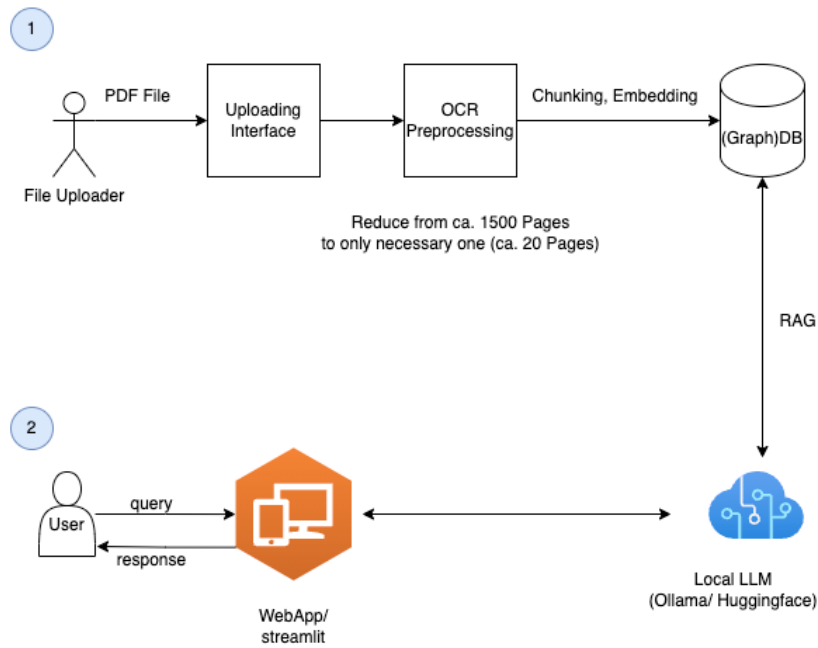 1
PDF File
Uploading
Interface
OCR
Preprocessing
Chunking, Embedding
(Graph)DB
File Uploader
Reduce from ca. 1500 Pages
to only necessary one (ca. 20 Pages)
RAG
2
User
query
response
WebApp/
streamlit
Local LLM
(Ollama/ Huggingface)